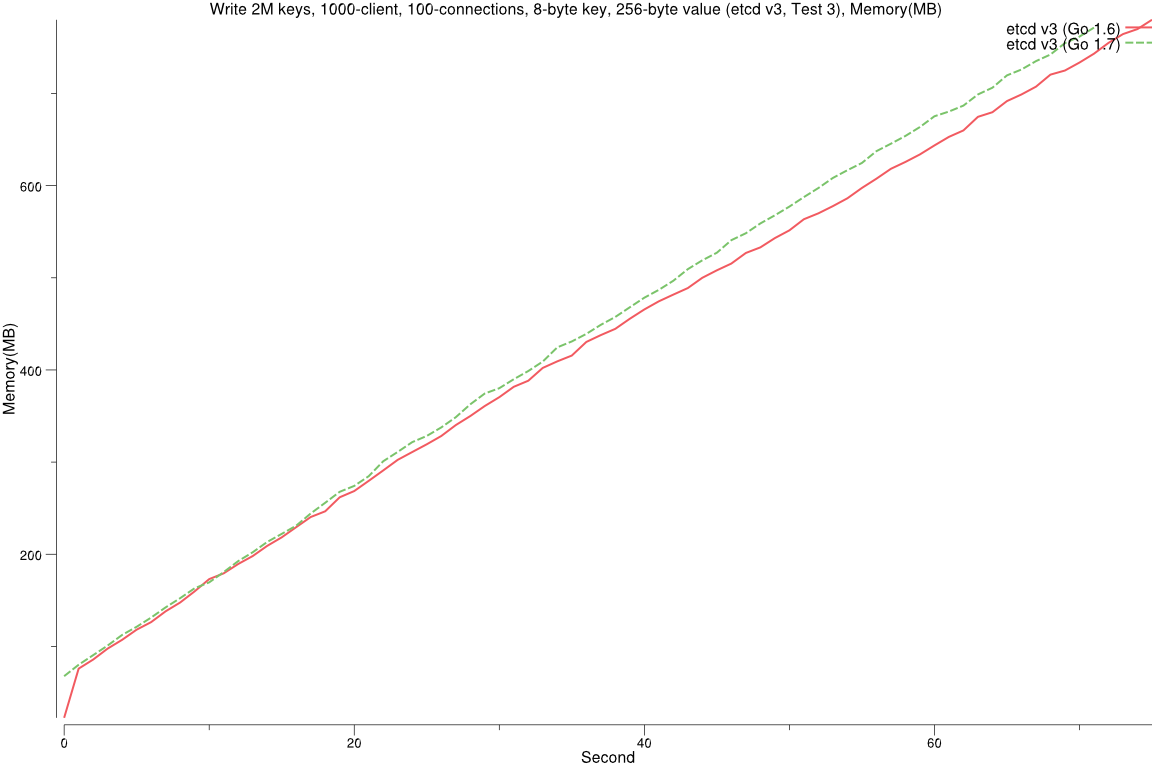 Write 2M keys, 1000-client, 100-connections, 8-byte key, 256-byte value (etcd v3, Test 3), Memory(MB)
etcd v3 (Go 1.6)
etcd v3 (Go 1.7)
600
400
200
Memory(MB)
0 20 40 60
Second